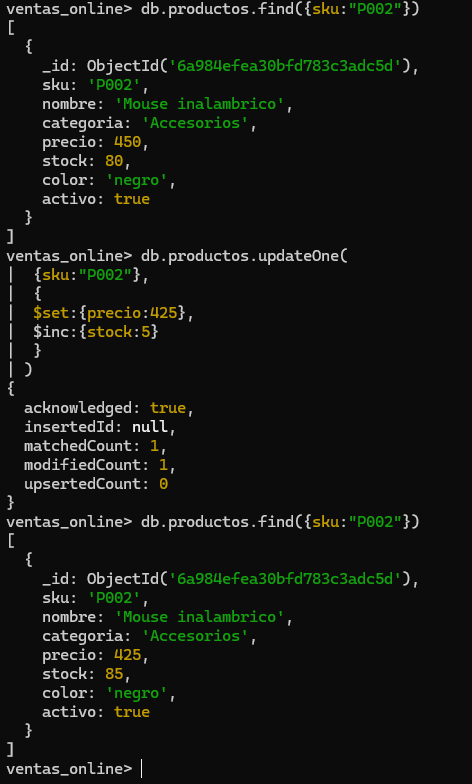 ventas_online> db.productos.find({sku:"P002"})
[
  {
    _id: ObjectId('6a984efea30bfd783c3adc5d'),
    sku: 'P002',
    nombre: 'Mouse inalambrico',
    categoria: 'Accesorios',
    precio: 450,
    stock: 80,
    color: 'negro',
    activo: true
  }
]
ventas_online> db.productos.updateOne(
|  {sku:"P002"},
|  {
|  $set:{precio:425},
|  $inc:{stock:5}
|  }
| )
{
  acknowledged: true,
  insertedId: null,
  matchedCount: 1,
  modifiedCount: 1,
  upsertedCount: 0
}
ventas_online> db.productos.find({sku:"P002"})
[
  {
    _id: ObjectId('6a984efea30bfd783c3adc5d'),
    sku: 'P002',
    nombre: 'Mouse inalambrico',
    categoria: 'Accesorios',
    precio: 425,
    stock: 85,
    color: 'negro',
    activo: true
  }
]
ventas_online>